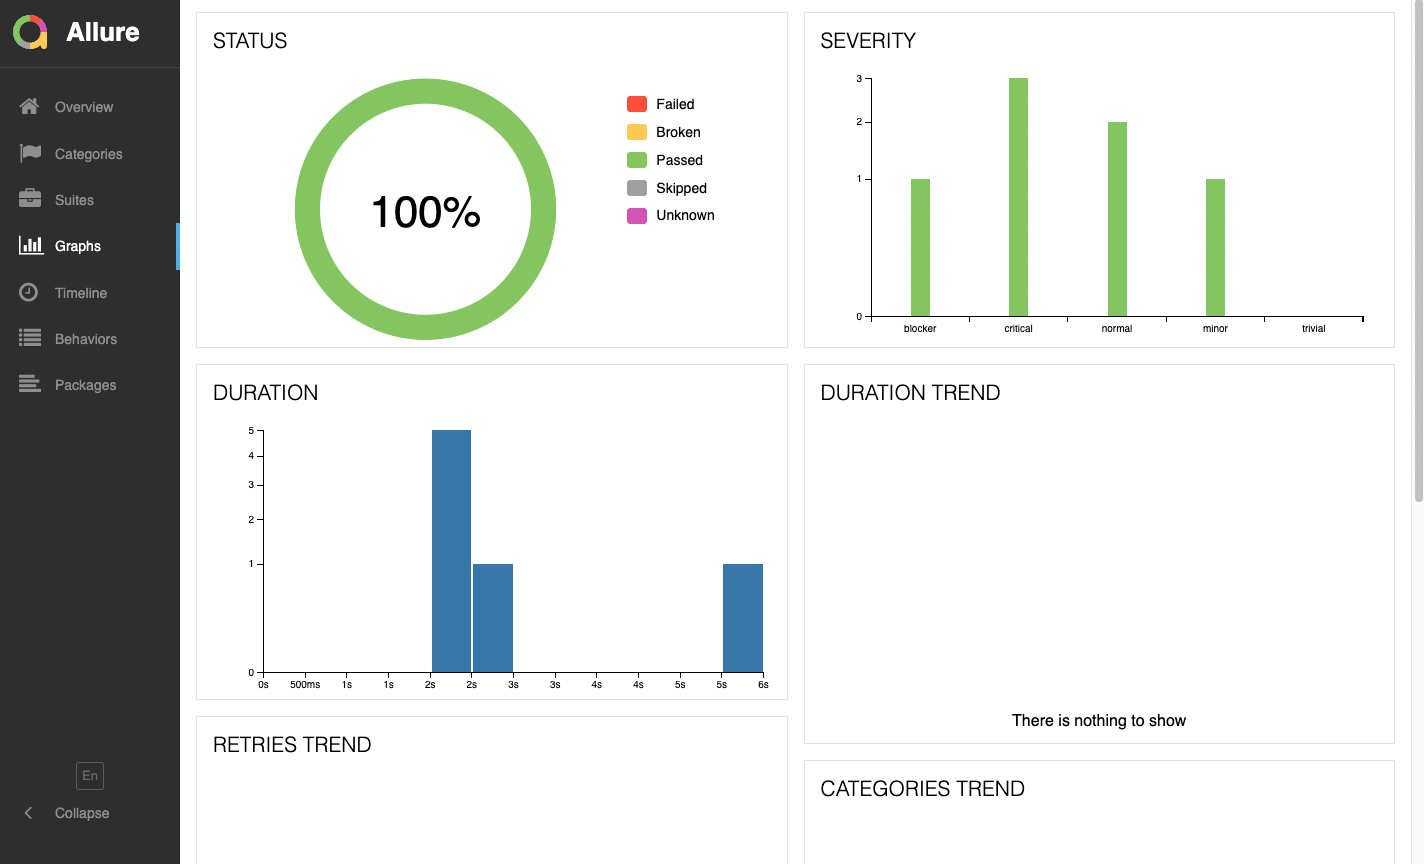 Allure
Overview
Categories
Suites
Graphs
Timeline
Behaviors
Packages
En
Collapse
STATUS
100%
Failed
Broken
Passed
Skipped
Unknown
SEVERITY
3
2
1
0
blocker critical normal minor trivial
DURATION
5
4
3
2
1
0
0s 500ms 1s 1s 2s 2s 3s 3s 4s 4s 5s 5s 6s
DURATION TREND
There is nothing to show
RETRIES TREND
CATEGORIES TREND